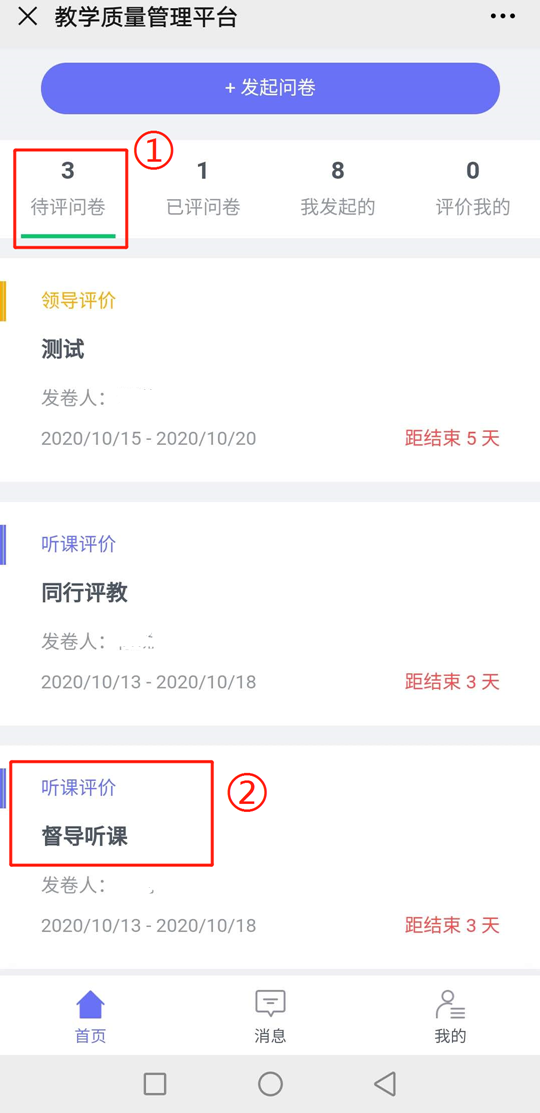 教学质量管理平台
+ 发起问卷
3 1 8 0
待评问卷 已评问卷 我发起的 评价我的
①
领导评价
测试
发卷人：
2020/10/15 - 2020/10/20 距结束 5 天
听课评价
同行评教
发卷人：
2020/10/13 - 2020/10/18 距结束 3 天
听课评价
②
督导听课
发卷人：
2020/10/13 - 2020/10/18 距结束 3 天
首页 消息 我的